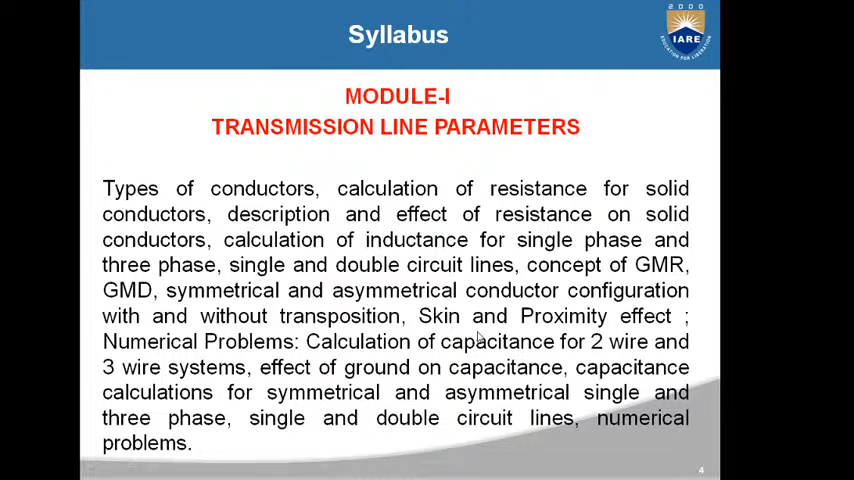 Syllabus
2000
IARE
EDUCATION FOR LIBERATION
MODULE-I
TRANSMISSION LINE PARAMETERS
Types of conductors, calculation of resistance for solid
conductors, description and effect of resistance on solid
conductors, calculation of inductance for single phase and
three phase, single and double circuit lines, concept of GMR,
GMD, symmetrical and asymmetrical conductor configuration
with and without transposition, Skin and Proximity effect ;
Numerical Problems: Calculation of capacitance for 2 wire and
3 wire systems, effect of ground on capacitance, capacitance
calculations for symmetrical and asymmetrical single and
three phase, single and double circuit lines, numerical
problems.
4